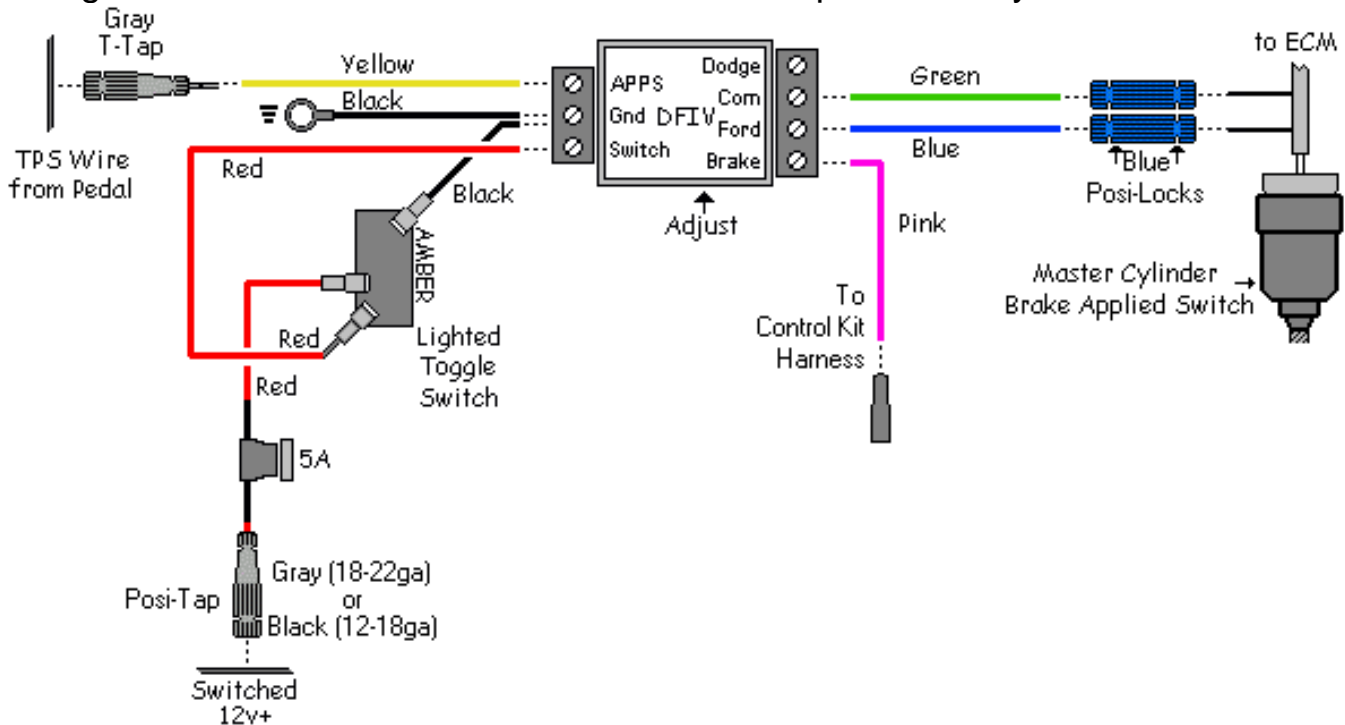 Gray
T-Tap
TPS Wire
from Pedal
Yellow
Black
Red
Black
APPS
Gnd
Switch
DFIV
Dodge
Com
Ford
Brake
Adjust
Green
Blue
Pink
Blue
Posi-Locks
to ECM
Master Cylinder
Brake Applied Switch
To
Control Kit
Harness
AMBER
Lighted
Toggle
Switch
Red
Red
5A
Posi-Tap
Gray (18-22ga)
or
Black (12-18ga)
Switched
12v+